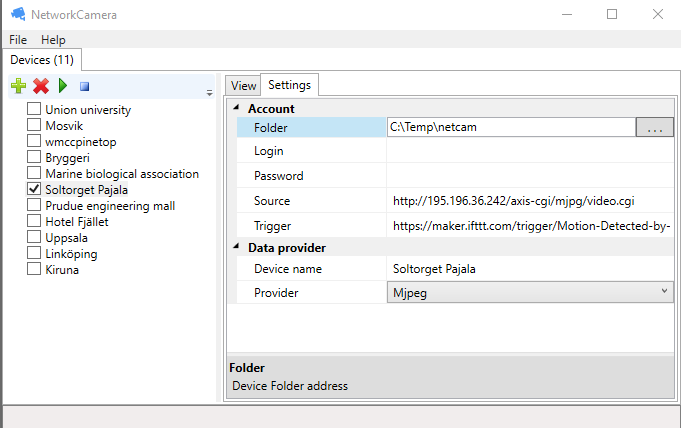 NetworkCamera
File Help
Devices (11)
Union university
Mosvik
wmccpinetop
Bryggeri
Marine biological association
Soltorget Pajala
Prudue engineering mall
Hotel Fjället
Uppsala
Linköping
Kiruna
View Settings
Account
Folder C:\Temp\netcam ...
Login
Password
Source http://195.196.36.242/axis-cgi/mjpg/video.cgi
Trigger https://maker.ifttt.com/trigger/Motion-Detected-by-
Data provider
Device name Soltorget Pajala
Provider Mjpeg
Folder
Device Folder address